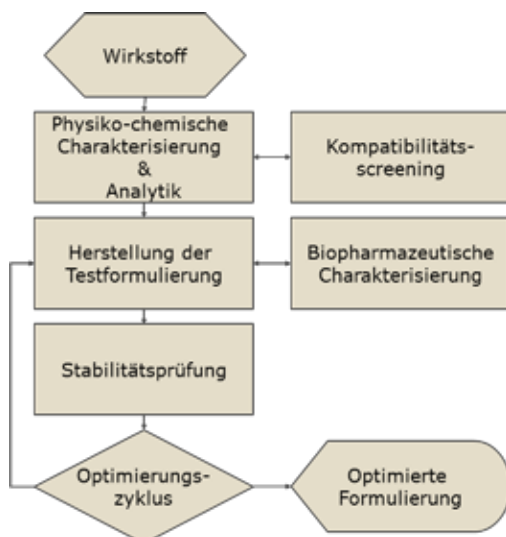 Wirkstoff
Physiko-chemische
Charakterisierung
&
Analytik
Kompatibilitäts-
screening
Herstellung der
Testformulierung
Biopharmazeutische
Charakterisierung
Stabilitätsprüfung
Optimierungs-
zyklus
Optimierte
Formulierung